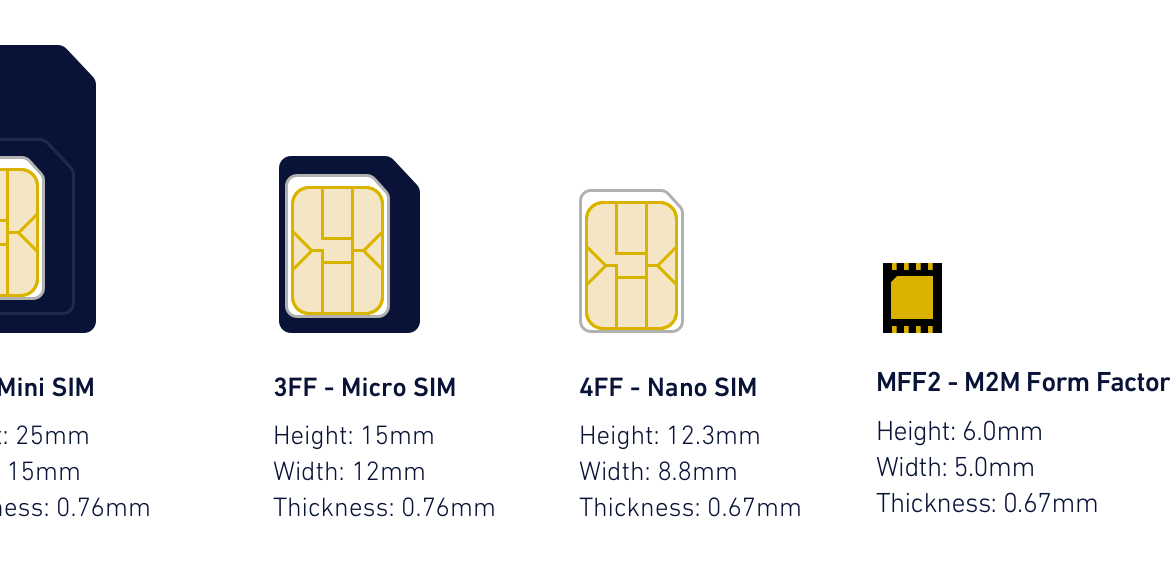 Mini SIM
: 25mm
15mm
ess: 0.76mm
3FF - Micro SIM
Height: 15mm
Width: 12mm
Thickness: 0.76mm
4FF - Nano SIM
Height: 12.3mm
Width: 8.8mm
Thickness: 0.67mm
MFF2 - M2M Form Factor
Height: 6.0mm
Width: 5.0mm
Thickness: 0.67mm